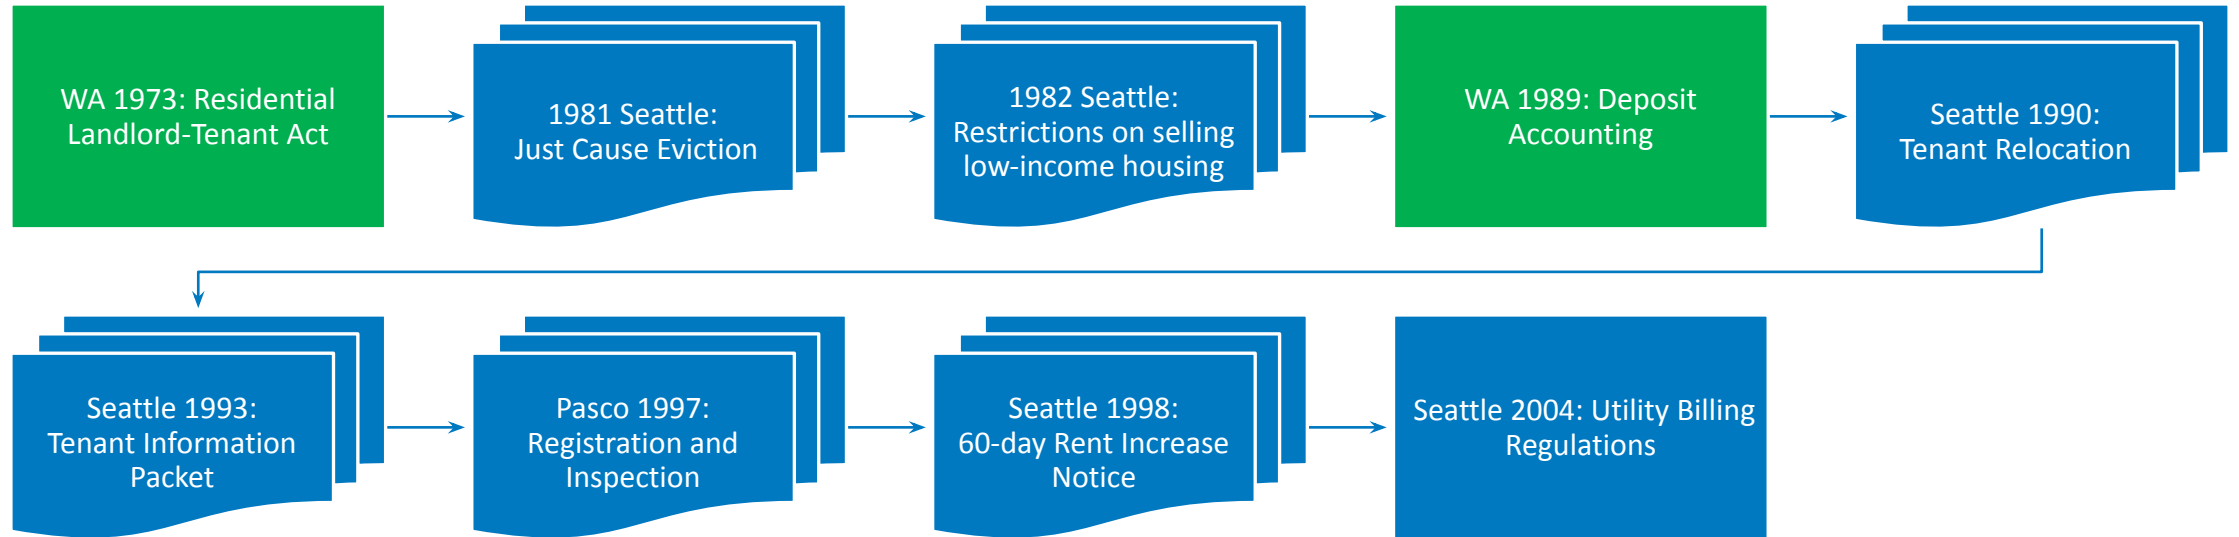 WA 1973: Residential
Landlord-Tenant Act
1981 Seattle:
Just Cause Eviction
1982 Seattle:
Restrictions on selling
low-income housing
WA 1989: Deposit
Accounting
Seattle 1990:
Tenant Relocation
Seattle 1993:
Tenant Information
Packet
Pasco 1997:
Registration and
Inspection
Seattle 1998:
60-day Rent Increase
Notice
Seattle 2004: Utility Billing
Regulations